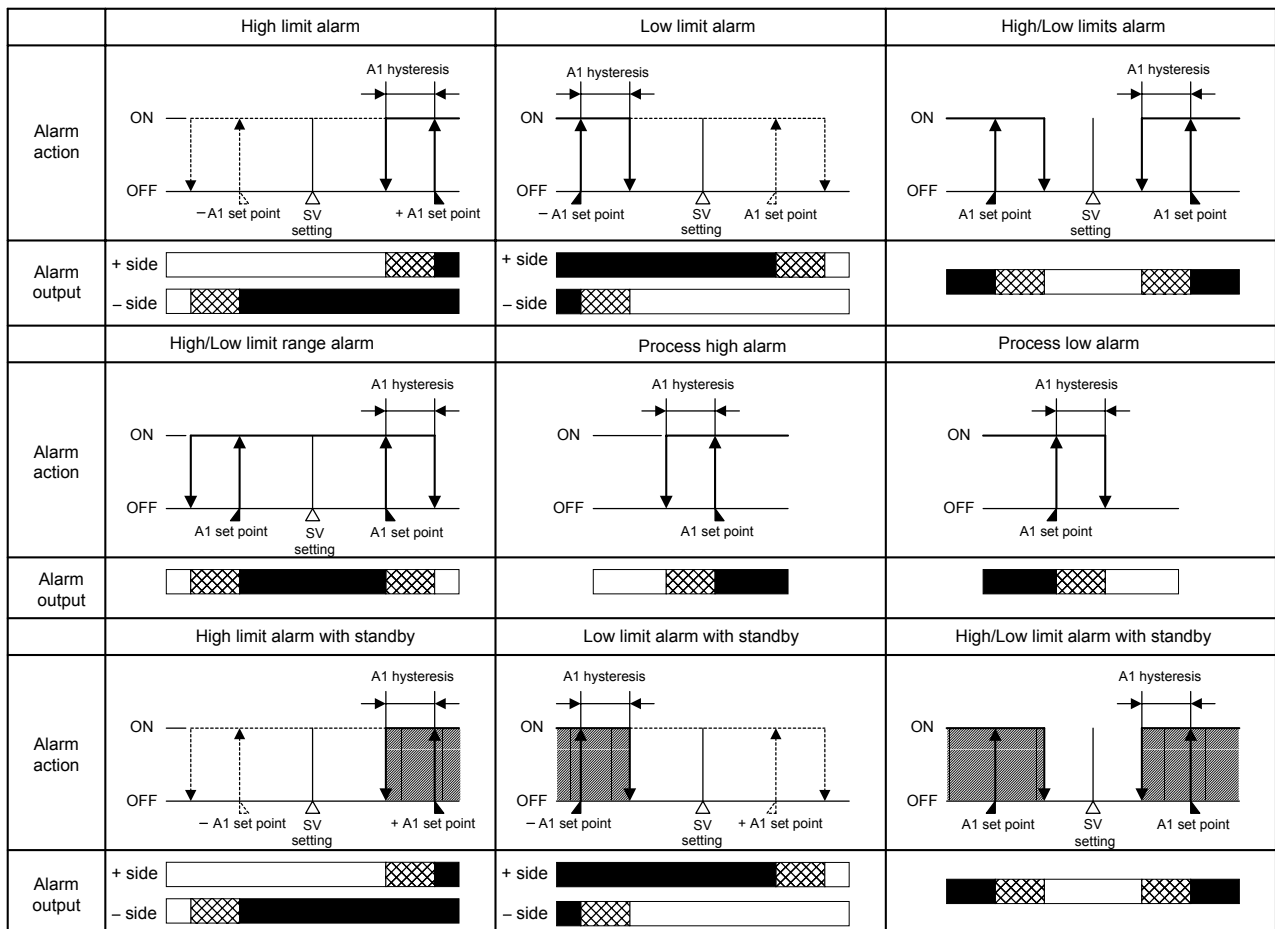 High limit alarm
Low limit alarm
High/Low limits alarm
Alarm
action
A1 hysteresis
ON
OFF
– A1 set point
SV
setting
+ A1 set point
A1 hysteresis
ON
OFF
– A1 set point
SV
setting
A1 set point
A1 hysteresis
ON
OFF
A1 set point
SV
setting
A1 set point
Alarm
output
+ side
– side
+ side
– side
High/Low limit range alarm
Process high alarm
Process low alarm
Alarm
action
A1 hysteresis
ON
OFF
A1 set point
SV
setting
A1 set point
A1 hysteresis
ON
OFF
A1 set point
A1 hysteresis
ON
OFF
A1 set point
Alarm
output
High limit alarm with standby
Low limit alarm with standby
High/Low limit alarm with standby
Alarm
action
A1 hysteresis
ON
OFF
– A1 set point
SV
setting
+ A1 set point
A1 hysteresis
ON
OFF
– A1 set point
SV
setting
+ A1 set point
A1 hysteresis
ON
OFF
A1 set point
SV
setting
A1 set point
Alarm
output
+ side
– side
+ side
– side